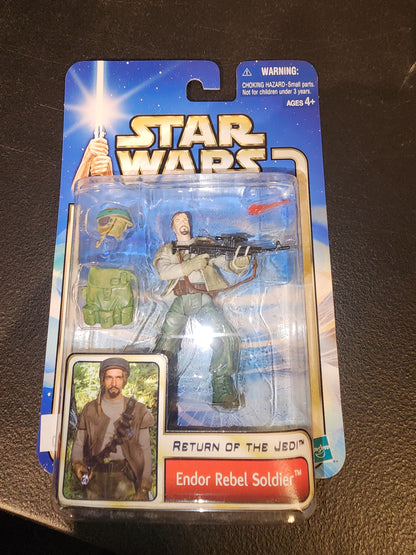 WARNING:
CHOKING HAZARD-Small parts.
Not for children under 3 years.
AGES 4+
STAR
WARS
RETURN OF THE JEDI™
Endor Rebel Soldier™
Hasbro